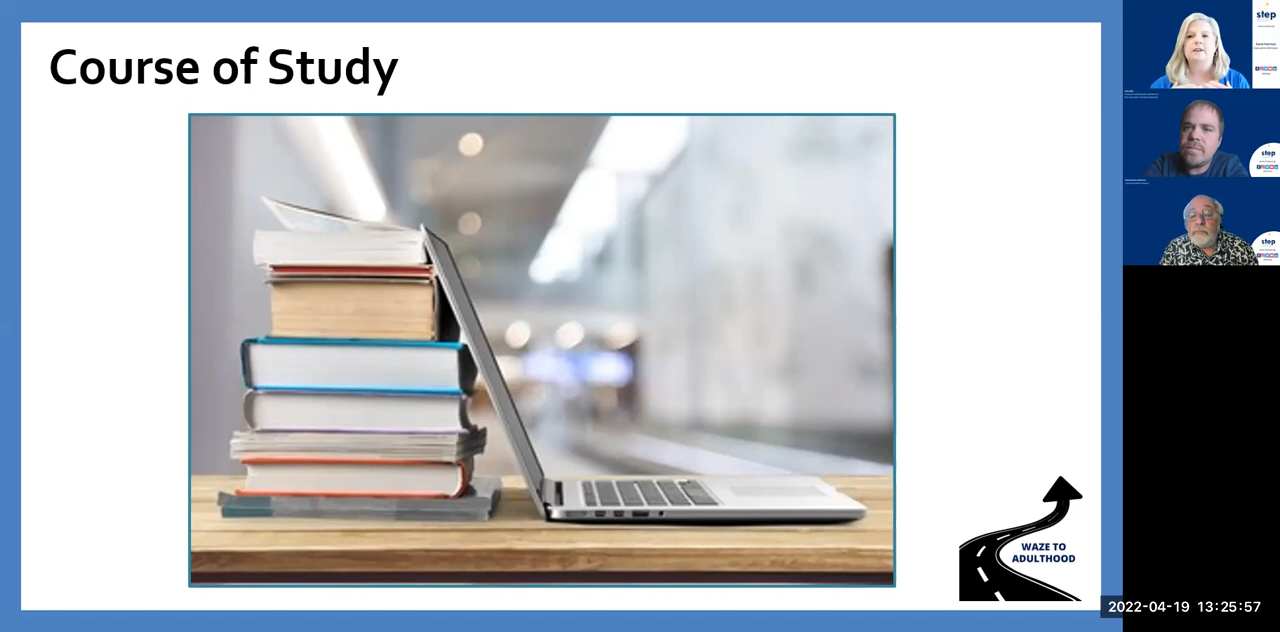 Course of Study
step
step
step
WAZE TO
ADULTHOOD
2022-04-19 13:25:57